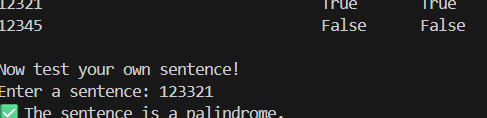 12321 True True
12345 False False
Now test your own sentence!
Enter a sentence: 123321
✅ The sentence is a palindrome.